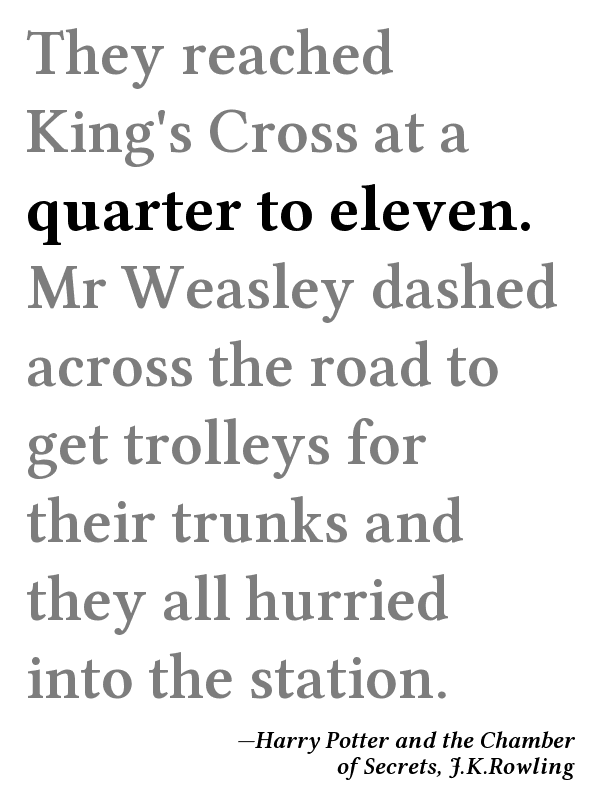 They reached
King's Cross at a
quarter to eleven.
Mr Weasley dashed
across the road to
get trolleys for
their trunks and
they all hurried
into the station.
—Harry Potter and the Chamber
of Secrets, J.K.Rowling